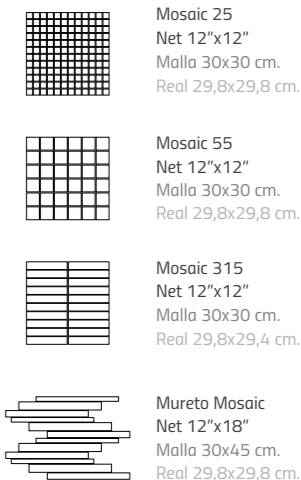 Mosaic 25
Net 12"x12"
Malla 30x30 cm.
Real 29,8x29,8 cm.
Mosaic 55
Net 12"x12"
Malla 30x30 cm.
Real 29,8x29,8 cm.
Mosaic 315
Net 12"x12"
Malla 30x30 cm.
Real 29,8x29,4 cm.
Mureto Mosaic
Net 12"x18"
Malla 30x45 cm.
Real 29,8x29,8 cm.